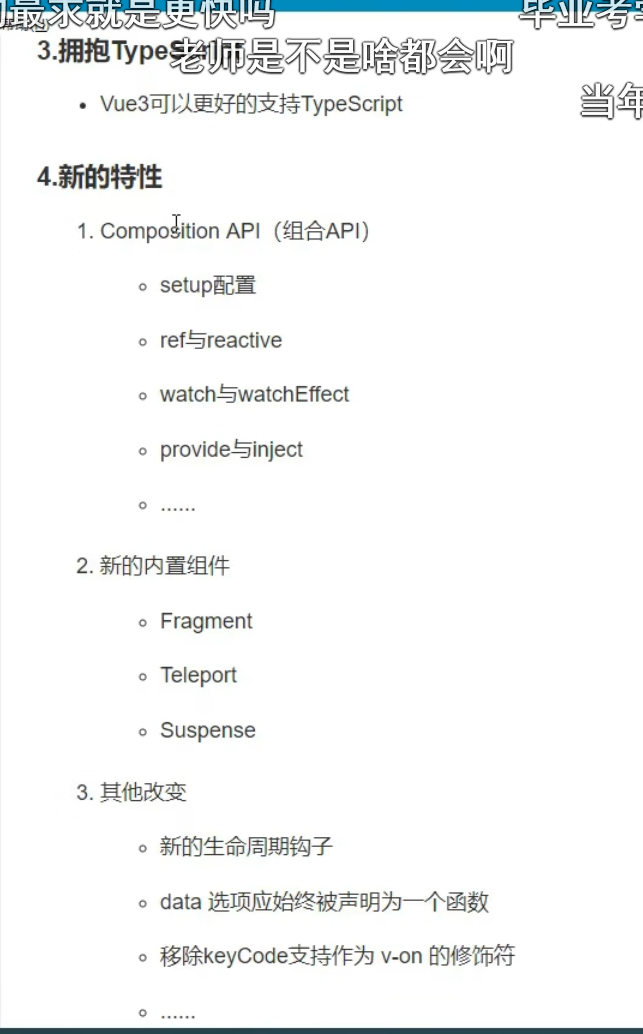 最求就是更快吗
毕业考
3.拥抱TypeScript
老师是不是啥都会啊
Vue3可以更好的支持TypeScript
当年
4.新的特性
1. Composition API（组合API）
setup配置
ref与reactive
watch与watchEffect
provide与inject
......
2. 新的内置组件
Fragment
Teleport
Suspense
3. 其他改变
新的生命周期钩子
data 选项应始终被声明为一个函数
移除keyCode支持作为 v-on 的修饰符
......